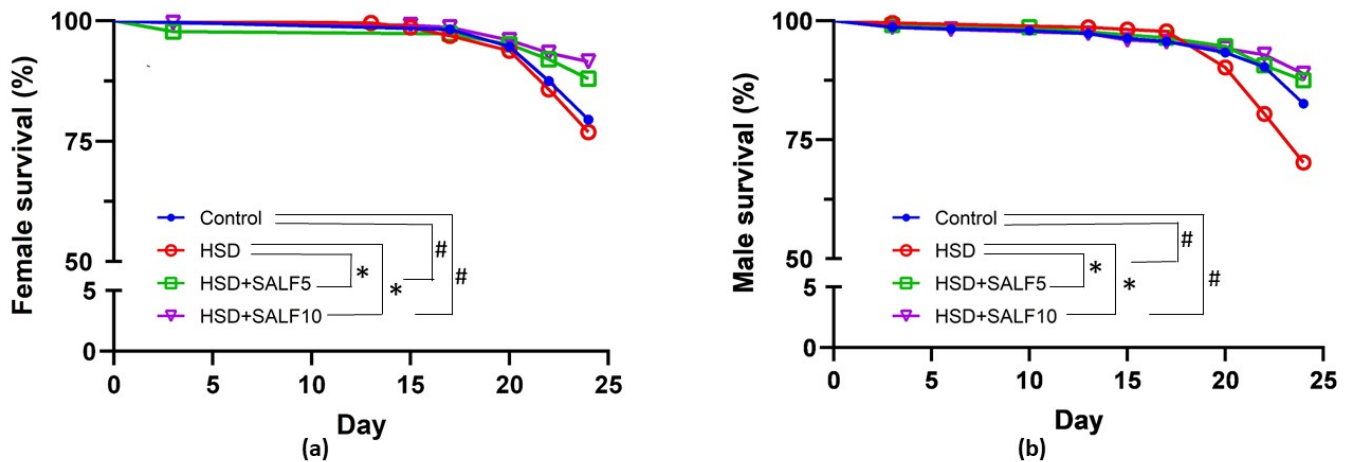 Female survival (%)
100
75
50
5
0
Control
HSD
HSD+SALF5
HSD+SALF10
*
*
#
#
0 5 10 15 20 25
Day
(a)
Male survival (%)
100
75
50
5
0
Control
HSD
HSD+SALF5
HSD+SALF10
*
*
#
#
0 5 10 15 20 25
Day
(b)